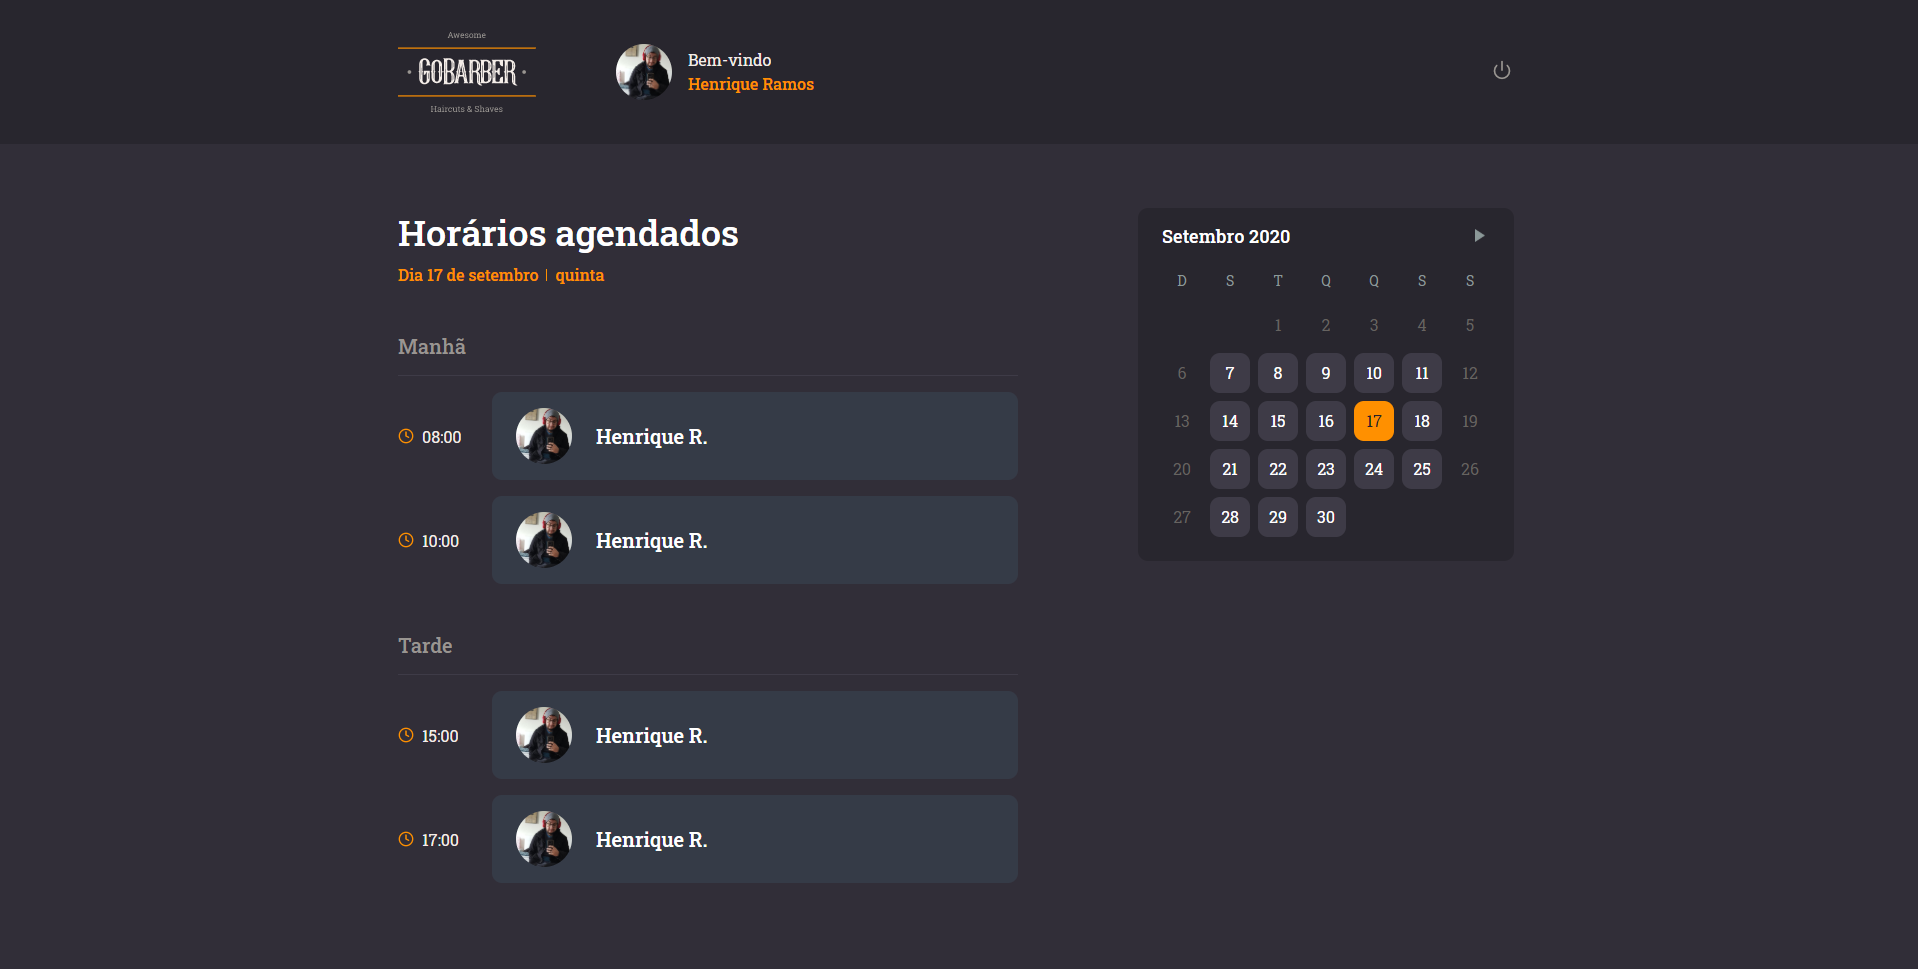 Awesome
GOBARBER
Haircuts & Shaves
Bem-vindo
Henrique Ramos
Horários agendados
Dia 17 de setembro | quinta
Manhã
08:00 Henrique R.
10:00 Henrique R.
Tarde
15:00 Henrique R.
17:00 Henrique R.
Setembro 2020
D S T Q Q S S
1 2 3 4 5
6 7 8 9 10 11 12
13 14 15 16 17 18 19
20 21 22 23 24 25 26
27 28 29 30